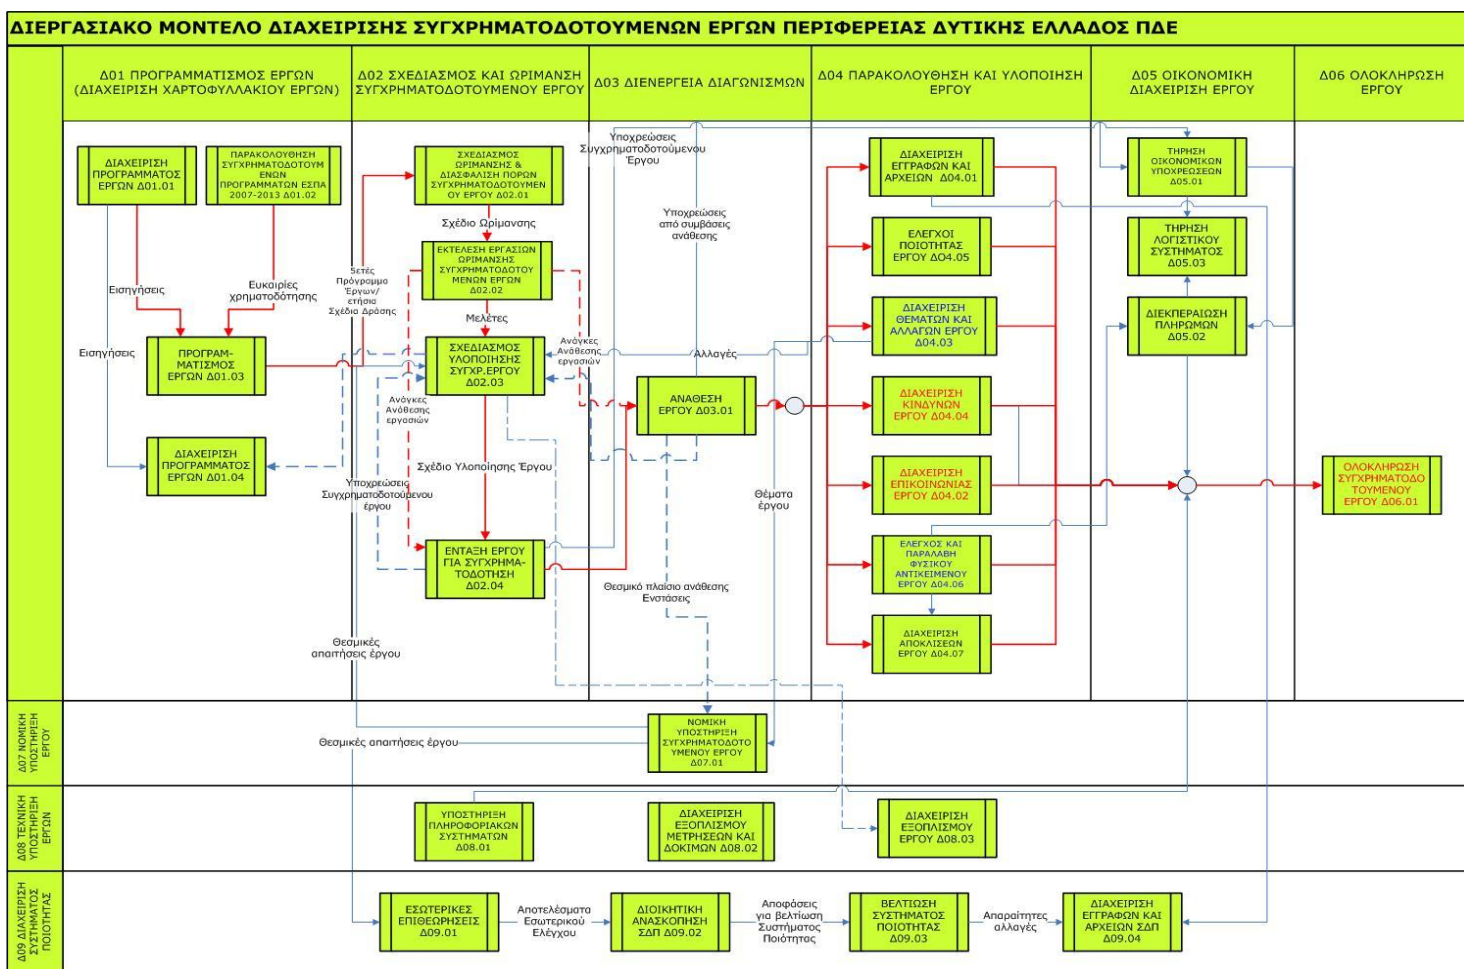 ΔΙΕΡΓΑΣΙΑΚΟ ΜΟΝΤΕΛΟ ΔΙΑΧΕΙΡΙΣΗΣ ΣΥΓΧΡΗΜΑΤΟΔΟΤΟΥΜΕΝΩΝ ΕΡΓΩΝ ΠΕΡΙΦΕΡΕΙΑΣ ΔΥΤΙΚΗΣ ΕΛΛΑΔΟΣ ΠΔΕ
Δ01 ΠΡΟΓΡΑΜΜΑΤΙΣΜΟΣ ΕΡΓΩΝ
(ΔΙΑΧΕΙΡΙΣΗ ΧΑΡΤΟΦΥΛΛΑΚΙΟΥ ΕΡΓΩΝ)
Δ02 ΣΧΕΔΙΑΣΜΟΣ ΚΑΙ ΩΡΙΜΑΝΣΗ
ΣΥΓΧΡΗΜΑΤΟΔΟΤΟΥΜΕΝΟΥ ΕΡΓΟΥ
Δ03 ΔΙΕΝΕΡΓΕΙΑ ΔΙΑΓΩΝΙΣΜΩΝ
Δ04 ΠΑΡΑΚΟΛΟΥΘΗΣΗ ΚΑΙ ΥΛΟΠΟΙΗΣΗ
ΕΡΓΟΥ
Δ05 ΟΙΚΟΝΟΜΙΚΗ
ΔΙΑΧΕΙΡΙΣΗ ΕΡΓΟΥ
Δ06 ΟΛΟΚΛΗΡΩΣΗ
ΕΡΓΟΥ
ΔΙΑΧΕΙΡΙΣΗ
ΠΡΟΓΡΑΜΜΑΤΟΣ
ΕΡΓΩΝ Δ01.01
ΠΑΡΑΚΟΛΟΥΘΗΣΗ
ΣΥΓΧΡΗΜΑΤΟΔΟΤΟΥΜ
ΕΝΩΝ
ΠΡΟΓΡΑΜΜΑΤΩΝ ΕΣΠΑ
2007-2013 Δ01.02
Εισηγήσεις
Ευκαιρίες
χρηματοδότησης
Εισηγήσεις
ΠΡΟΓΡΑΜ-
ΜΑΤΙΣΜΟΣ
ΕΡΓΩΝ Δ01.03
ΔΙΑΧΕΙΡΙΣΗ
ΠΡΟΓΡΑΜΜΑΤΟΣ
ΕΡΓΩΝ Δ01.04
5ετές
Πρόγραμμα
Έργων/
ετήσια
Σχέδια Δράσης
ΣΧΕΔΙΑΣΜΟΣ
ΩΡΙΜΑΝΣΗΣ &
ΔΙΑΣΦΑΛΙΣΗ ΠΟΡΩΝ
ΣΥΓΧΡΗΜΑΤΟΔΟΤΟΥΜΕΝ
ΟΥ ΕΡΓΟΥ Δ02.01
Σχέδιο Ωρίμανσης
ΕΚΤΕΛΕΣΗ ΕΡΓΑΣΙΩΝ
ΩΡΙΜΑΝΣΗΣ
ΣΥΓΧΡΗΜΑΤΟΔΟΤΟΥ
ΜΕΝΩΝ ΕΡΓΩΝ
Δ02.02
Μελέτες
ΣΧΕΔΙΑΣΜΟΣ
ΥΛΟΠΟΙΗΣΗΣ
ΣΥΓΧΡ.ΕΡΓΟΥ
Δ02.03
Ανάγκες
Ανάθεσης
εργασιών
Σχέδιο Υλοποίησης Έργου
Υποχρεώσεις
Συγχρηματοδοτούμενου
έργου
ΕΝΤΑΞΗ ΕΡΓΟΥ
ΓΙΑ ΣΥΓΧΡΗΜΑ-
ΤΟΔΟΤΗΣΗ
Δ02.04
Θεσμικές
απαιτήσεις έργου
Υποχρεώσεις
Συγχρηματοδοτούμενου
Έργου
Υποχρεώσεις
από συμβάσεις
ανάθεσης
Ανάγκες
Ανάθεσης
εργασιών
Αλλαγές
ΑΝΑΘΕΣΗ
ΕΡΓΟΥ Δ03.01
Θέματα
έργου
Θεσμικό πλαίσιο ανάθεσης
Ενστάσεις
ΔΙΑΧΕΙΡΙΣΗ
ΕΓΓΡΑΦΩΝ ΚΑΙ
ΑΡΧΕΙΩΝ Δ04.01
ΕΛΕΓΧΟΙ
ΠΟΙΟΤΗΤΑΣ
ΕΡΓΟΥ ΔΟ4.05
ΔΙΑΧΕΙΡΙΣΗ
ΘΕΜΑΤΩΝ ΚΑΙ
ΑΛΛΑΓΩΝ ΕΡΓΟΥ
Δ04.03
ΔΙΑΧΕΙΡΙΣΗ
ΚΙΝΔΥΝΩΝ
ΕΡΓΟΥ Δ04.04
ΔΙΑΧΕΙΡΙΣΗ
ΕΠΙΚΟΙΝΩΝΙΑΣ
ΕΡΓΟΥ Δ04.02
ΕΛΕΓΧΟΣ ΚΑΙ
ΠΑΡΑΛΑΒΗ
ΦΥΣΙΚΟΥ
ΑΝΤΙΚΕΙΜΕΝΟΥ
ΕΡΓΟΥ Δ04.06
ΔΙΑΧΕΙΡΙΣΗ
ΑΠΟΚΛΙΣΕΩΝ
ΕΡΓΟΥ Δ04.07
ΤΗΡΗΣΗ
ΟΙΚΟΝΟΜΙΚΩΝ
ΥΠΟΧΡΕΩΣΕΩΝ
Δ05.01
ΤΗΡΗΣΗ
ΛΟΓΙΣΤΙΚΟΥ
ΣΥΣΤΗΜΑΤΟΣ
Δ05.03
ΔΙΕΚΠΕΡΑΙΩΣΗ
ΠΛΗΡΩΜΩΝ
Δ05.02
ΟΛΟΚΛΗΡΩΣΗ
ΣΥΓΧΡΗΜΑΤΟΔΟ
ΤΟΥΜΕΝΟΥ
ΕΡΓΟΥ Δ06.01
Δ07 ΝΟΜΙΚΗ
ΥΠΟΣΤΗΡΙΞΗ
ΕΡΓΟΥ
Θεσμικές απαιτήσεις έργου
ΝΟΜΙΚΗ
ΥΠΟΣΤΗΡΙΞΗ
ΣΥΓΧΡΗΜΑΤΟΔΟΤΟ
ΥΜΕΝΟΥ ΕΡΓΟΥ
Δ07.01
Δ08 ΤΕΧΝΙΚΗ
ΥΠΟΣΤΗΡΙΞΗ
ΕΡΓΩΝ
ΥΠΟΣΤΗΡΙΞΗ
ΠΛΗΡΟΦΟΡΙΑΚΩΝ
ΣΥΣΤΗΜΑΤΩΝ
Δ08.01
ΔΙΑΧΕΙΡΙΣΗ
ΕΞΟΠΛΙΣΜΟΥ
ΜΕΤΡΗΣΕΩΝ ΚΑΙ
ΔΟΚΙΜΩΝ Δ08.02
ΔΙΑΧΕΙΡΙΣΗ
ΕΞΟΠΛΙΣΜΟΥ
ΕΡΓΟΥ Δ08.03
Δ09 ΔΙΑΧΕΙΡΙΣΗ
ΣΥΣΤΗΜΑΤΟΣ
ΠΟΙΟΤΗΤΑΣ
ΕΣΩΤΕΡΙΚΕΣ
ΕΠΙΘΕΩΡΗΣΕΙΣ
Δ09.01
Αποτελέσματα
Εσωτερικού
Ελέγχου
ΔΙΟΙΚΗΤΙΚΗ
ΑΝΑΣΚΟΠΗΣΗ
ΣΔΠ Δ09.02
Αποφάσεις
για βελτίωση
Συστήματος
Ποιότητας
ΒΕΛΤΙΩΣΗ
ΣΥΣΤΗΜΑΤΟΣ
ΠΟΙΟΤΗΤΑΣ
Δ09.03
Απαραίτητες
αλλαγές
ΔΙΑΧΕΙΡΙΣΗ
ΕΓΓΡΑΦΩΝ ΚΑΙ
ΑΡΧΕΙΩΝ ΣΔΠ
Δ09.04